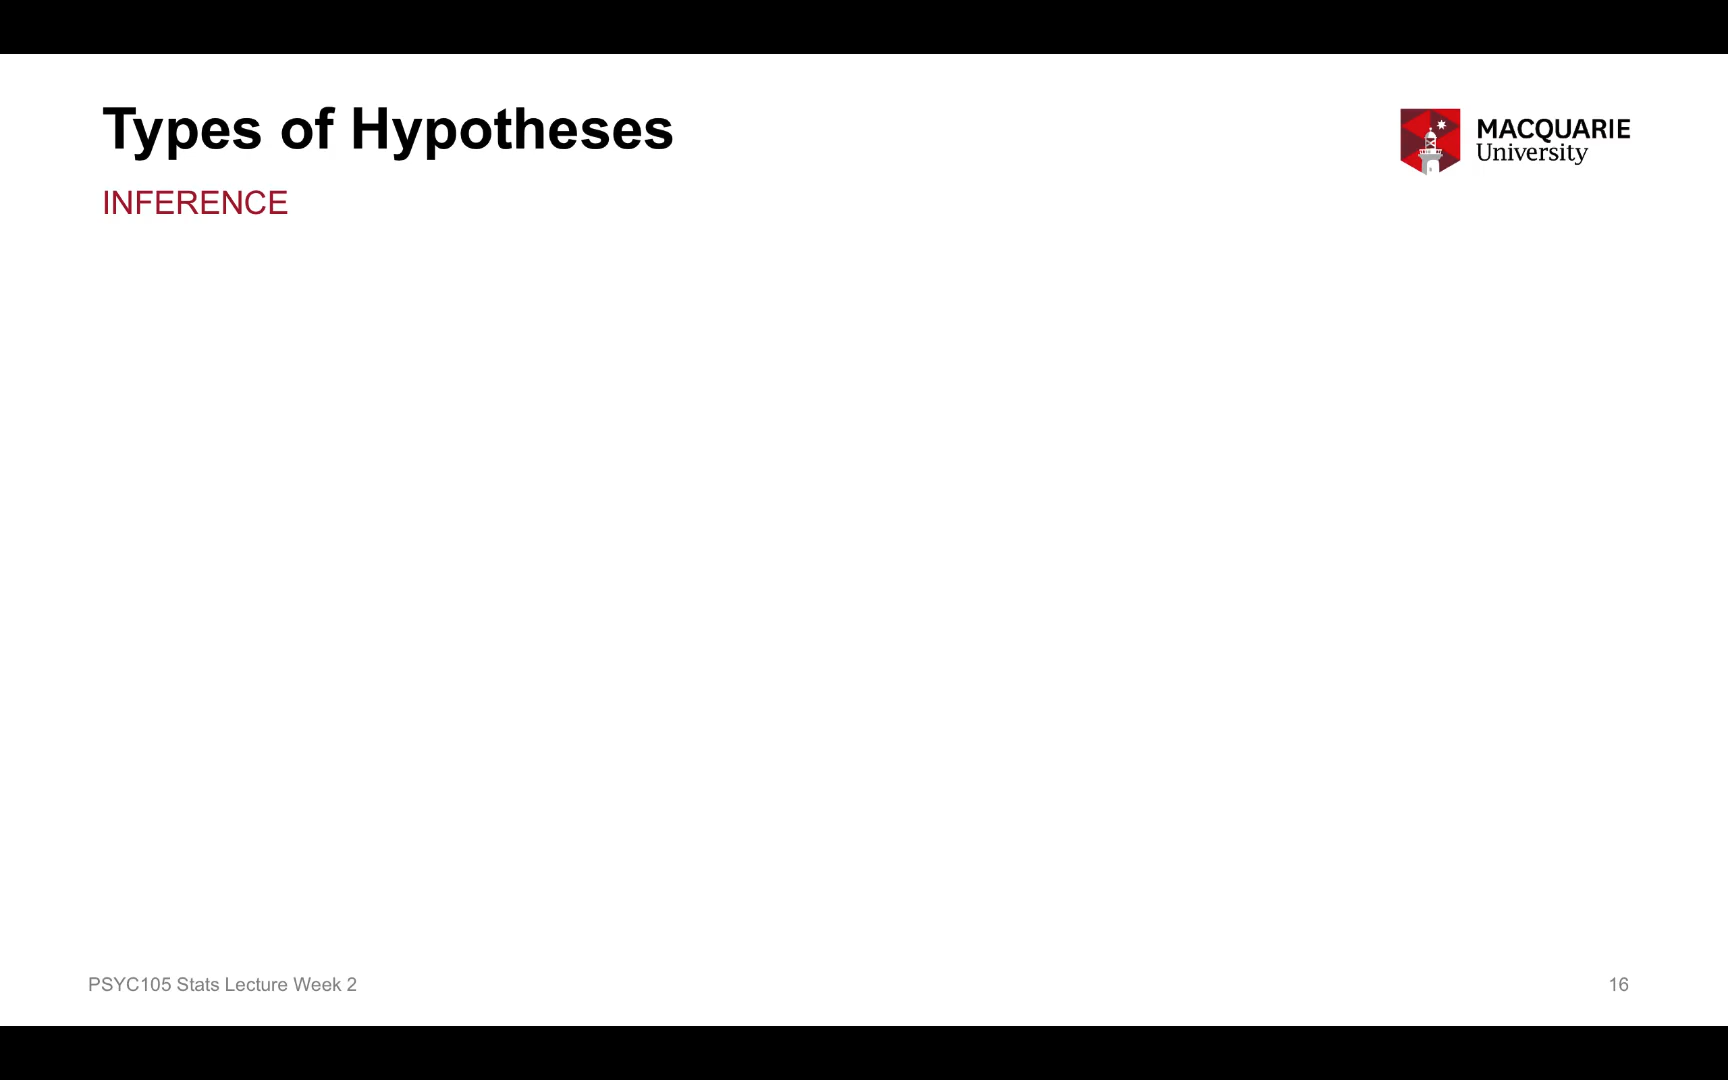 Types of Hypotheses
MACQUARIE
University
INFERENCE
PSYC105 Stats Lecture Week 2
16